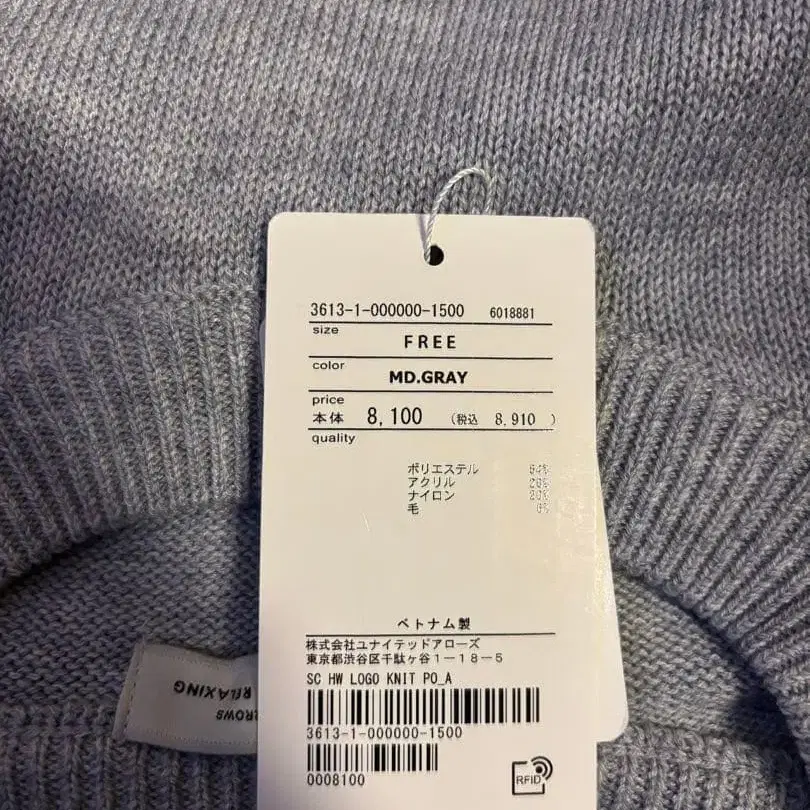 3613-1-000000-1500 6018881
size
FREE
color
MD.GRAY
price
本体 8,100 (税込 8,910 )
quality
ポリエステル
アクリル
ナイロン
毛
ベトナム製
株式会社ユナイテッドアローズ
東京都渋谷区千駄ヶ谷1-18-5
SC HW LOGO KNIT PO_A
3613-1-000000-1500
0008100
RFID
RELAXING